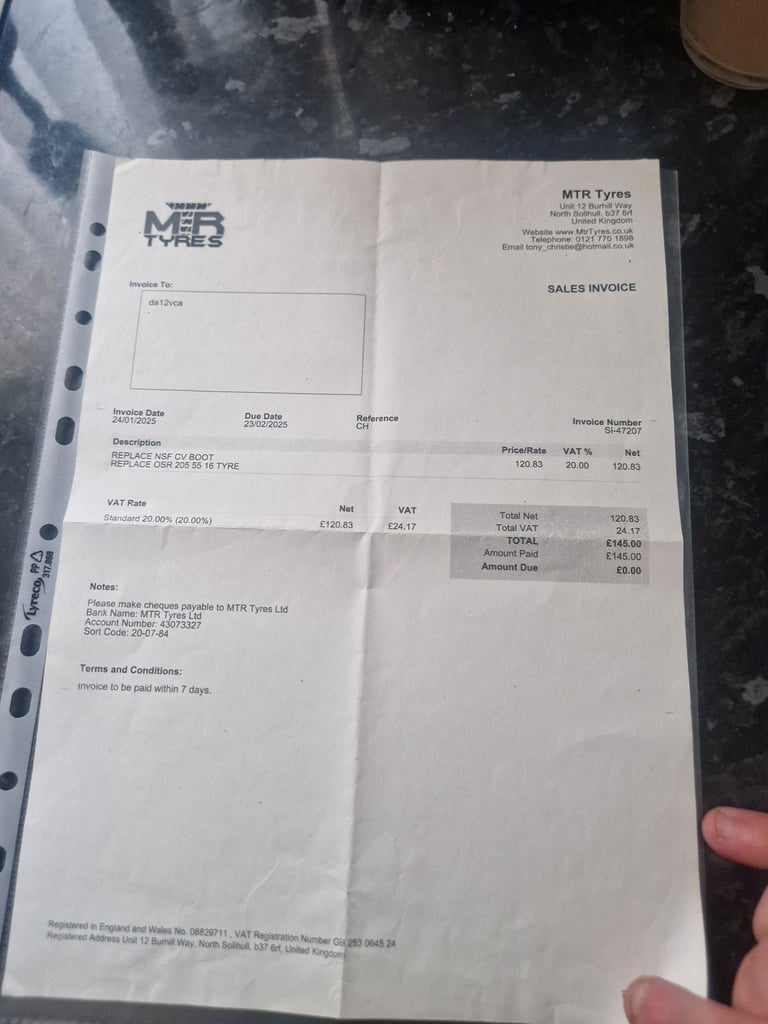 MTR
TYRES
MTR Tyres
Unit 12 Burhill Way
North Solihull, b37 6rf
United Kingdom
Website www.MtrTyres.co.uk
Telephone: 0121 770 1898
Email tony_christie@hotmail.co.uk
Invoice To:
SALES INVOICE
da12vca
Invoice Date Due Date Reference Invoice Number
24/01/2025 23/02/2025 CH SI-47207
Description Price/Rate VAT % Net
REPLACE NSF CV BOOT
REPLACE OSR 205 55 16 TYRE 120.83 20.00 120.83
VAT Rate Net VAT
Standard 20.00% (20.00%) £120.83 £24.17
Total Net 120.83
Total VAT 24.17
TOTAL £145.00
Amount Paid £145.00
Amount Due £0.00
Notes:
Please make cheques payable to MTR Tyres Ltd
Bank Name: MTR Tyres Ltd
Account Number: 43073327
Sort Code: 20-07-84
Terms and Conditions:
invoice to be paid within 7 days.
Registered in England and Wales No. 08829711 , VAT Registration Number GB 253 0645 24
Registered Address Unit 12 Burhill Way, North Solihull, b37 6rf, United Kingdom
Lyreco PP
317.808